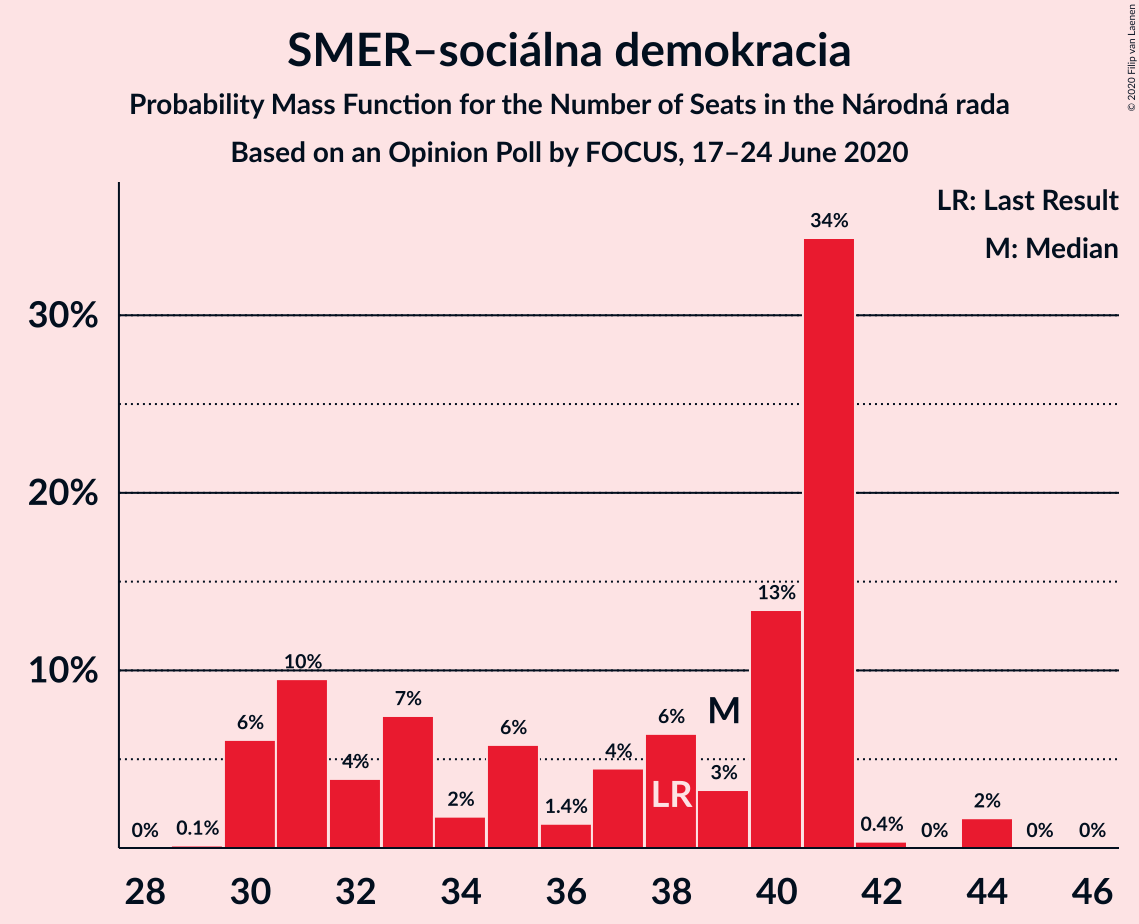 SMER–sociálna demokracia
Probability Mass Function for the Number of Seats in the Národná rada
Based on an Opinion Poll by FOCUS, 17–24 June 2020
© 2020 Filip van Laenen
LR: Last Result
M: Median
30%
20%
10%
0%
0.1%
6%
10%
4%
7%
2%
6%
1.4%
4%
6%
LR
M
3%
13%
34%
0.4%
0%
2%
0%
0%
28 30 32 34 36 38 40 42 44 46